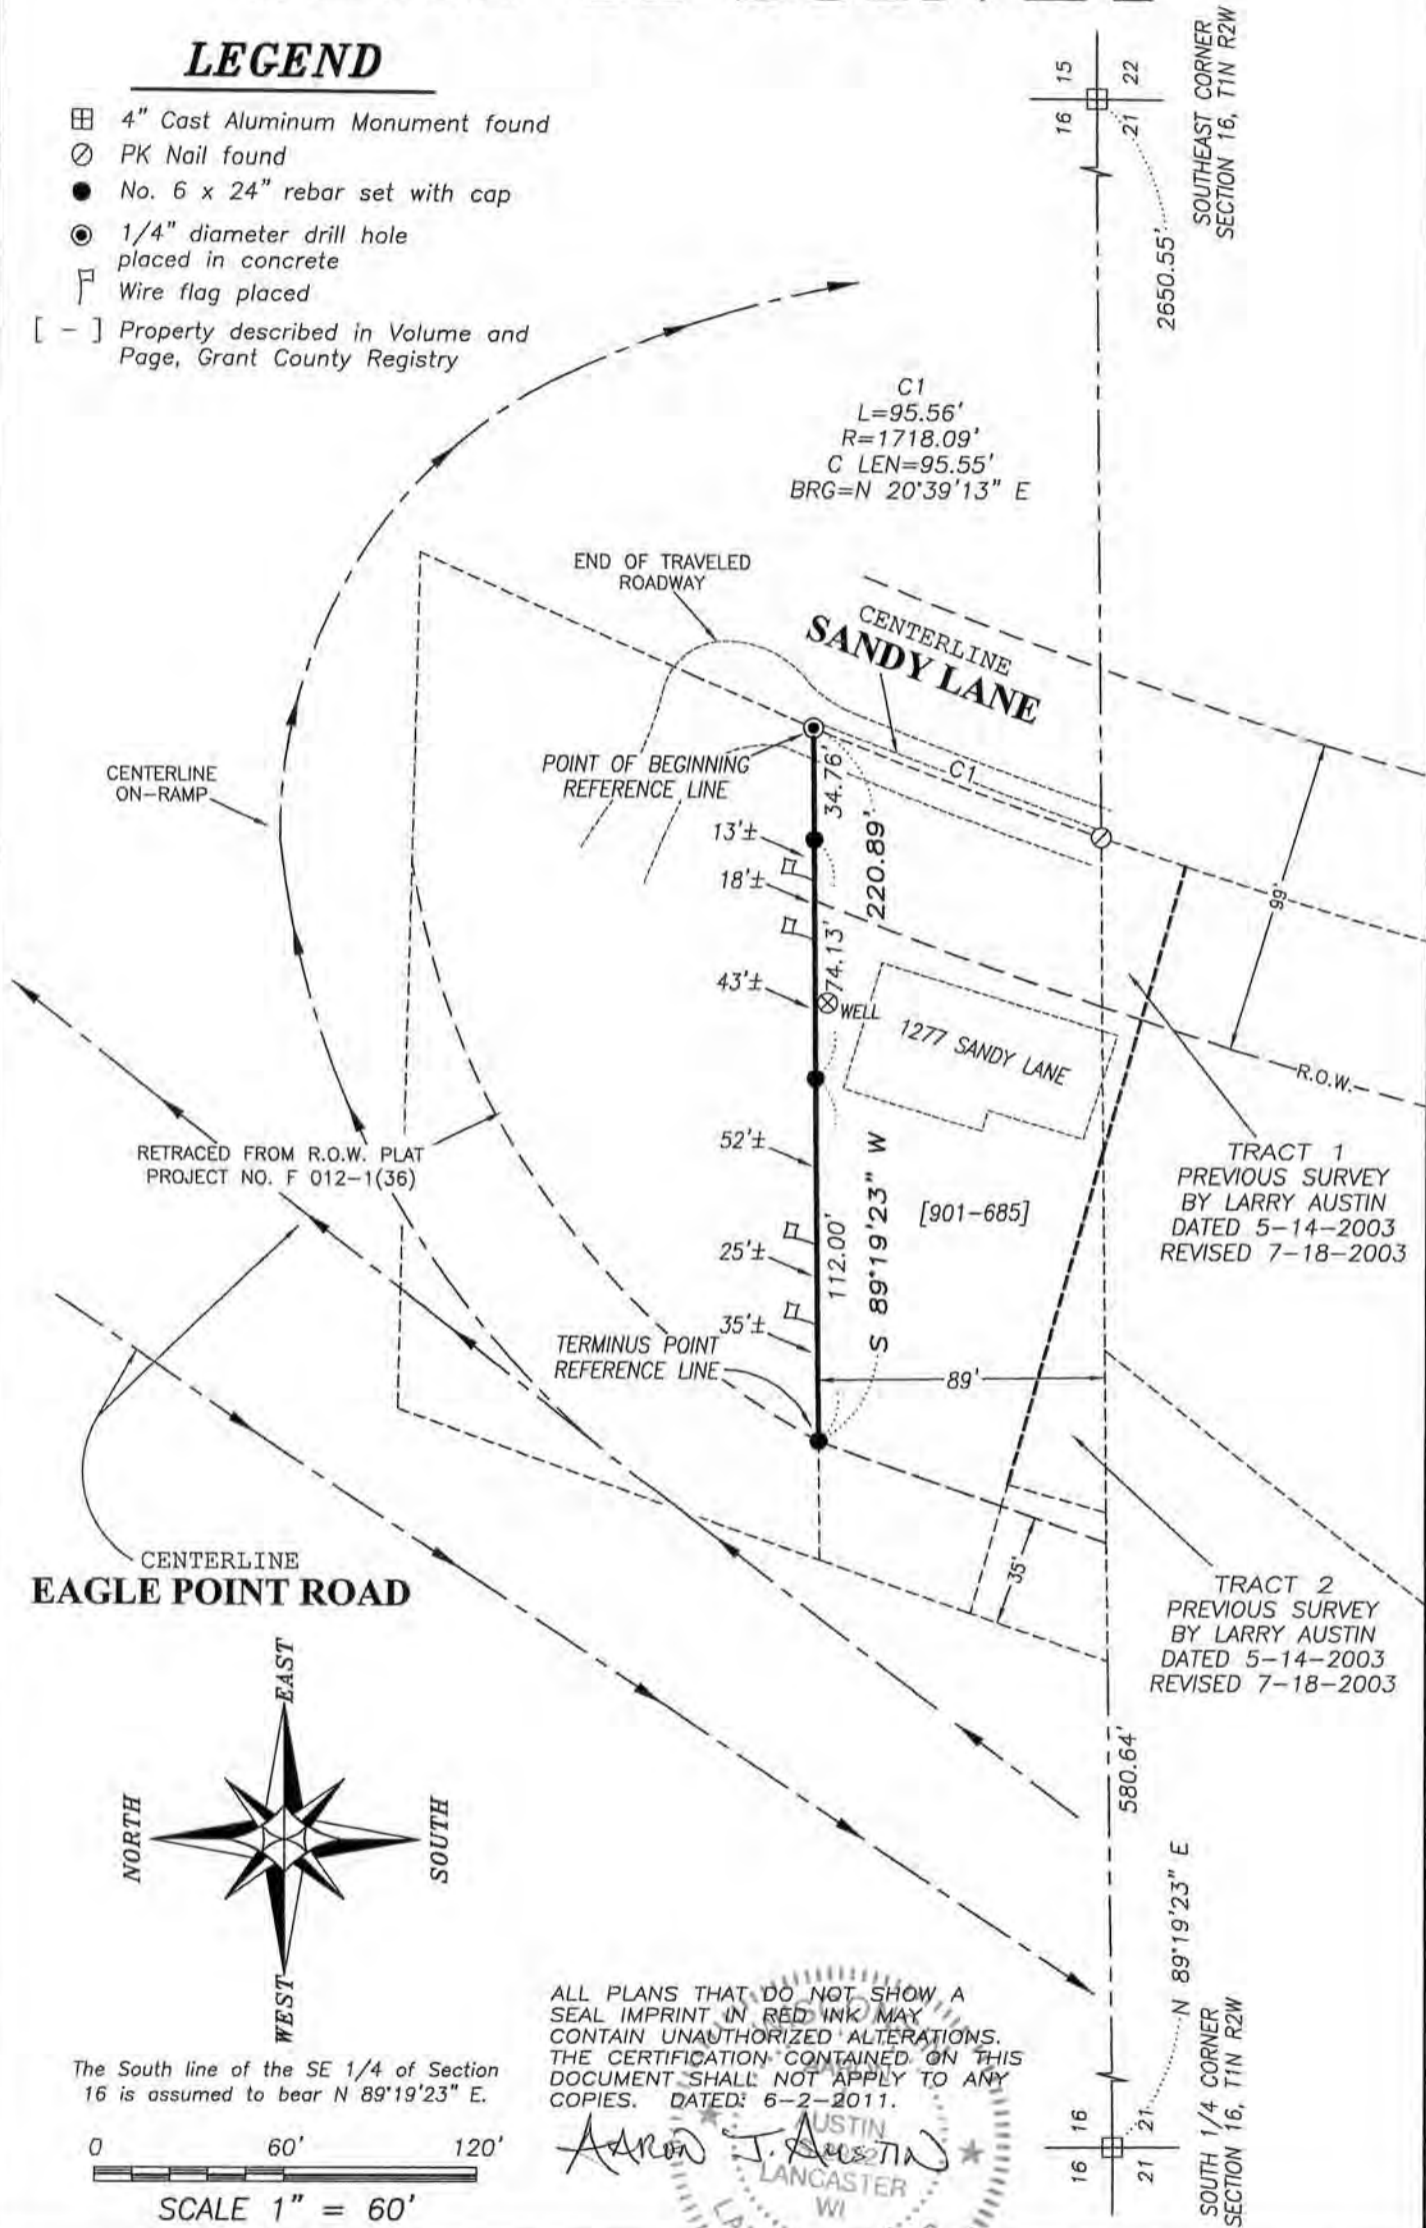 LEGEND
4" Cast Aluminum Monument found
PK Nail found
No. 6 x 24" rebar set with cap
1/4" diameter drill hole
placed in concrete
Wire flag placed
[ - ] Property described in Volume and
Page, Grant County Registry
16 15
21 22
SOUTHEAST CORNER
SECTION 16, T1N R2W
2650.55'
C1
L=95.56'
R=1718.09'
C LEN=95.55'
BRG=N 20°39'13" E
END OF TRAVELED
ROADWAY
CENTERLINE
SANDY LANE
CENTERLINE
ON-RAMP
POINT OF BEGINNING
REFERENCE LINE
C1
34.76'
220.89'
13'±
18'±
99'
74.13'
43'±
WELL
1277 SANDY LANE
R.O.W.
52'±
RETRACED FROM R.O.W. PLAT
PROJECT NO. F 012-1(36)
TRACT 1
PREVIOUS SURVEY
BY LARRY AUSTIN
DATED 5-14-2003
REVISED 7-18-2003
[901-685]
S 89°19'23" W
112.00'
25'±
35'±
TERMINUS POINT
REFERENCE LINE
89'
35'
CENTERLINE
EAGLE POINT ROAD
TRACT 2
PREVIOUS SURVEY
BY LARRY AUSTIN
DATED 5-14-2003
REVISED 7-18-2003
580.64'
N 89°19'23" E
EAST
NORTH
SOUTH
WEST
The South line of the SE 1/4 of Section
16 is assumed to bear N 89°19'23" E.
0 60' 120'
SCALE 1" = 60'
ALL PLANS THAT DO NOT SHOW A
SEAL IMPRINT IN RED INK MAY
CONTAIN UNAUTHORIZED ALTERATIONS.
THE CERTIFICATION CONTAINED ON THIS
DOCUMENT SHALL NOT APPLY TO ANY
COPIES. DATED: 6-2-2011.
AARON J. AUSTIN
WISCONSIN
AUSTIN
LANCASTER
WI
16 16
21 21
SOUTH 1/4 CORNER
SECTION 16, T1N R2W